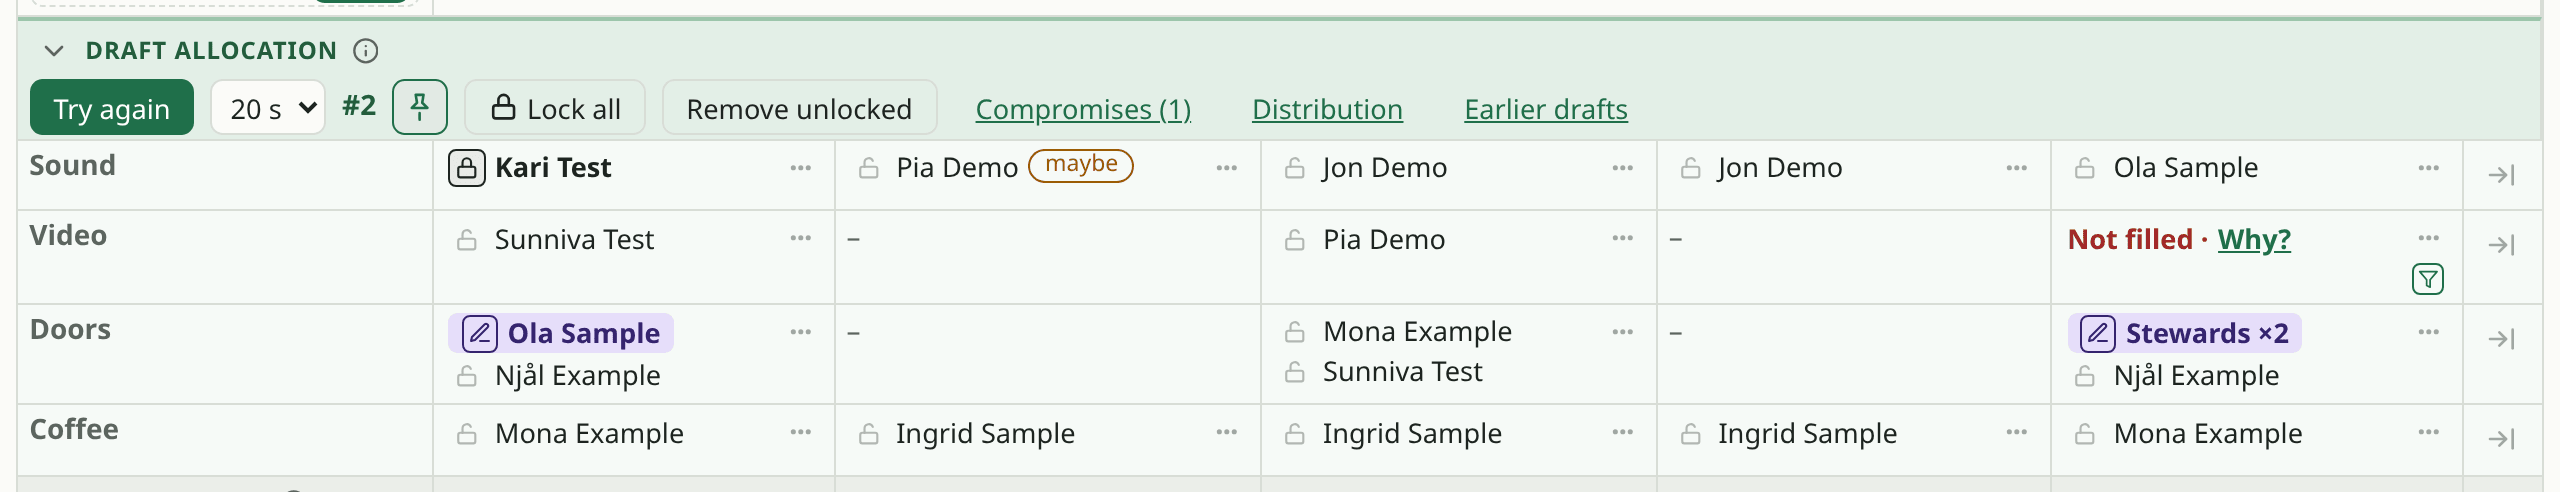 DRAFT ALLOCATION
Try again 20 s #2 Lock all Remove unlocked Compromises (1) Distribution Earlier drafts
Sound Kari Test Pia Demo maybe Jon Demo Jon Demo Ola Sample
Video Sunniva Test – Pia Demo – Not filled · Why?
Doors Ola Sample – Mona Example – Stewards ×2
Njål Example Sunniva Test Njål Example
Coffee Mona Example Ingrid Sample Ingrid Sample Ingrid Sample Mona Example